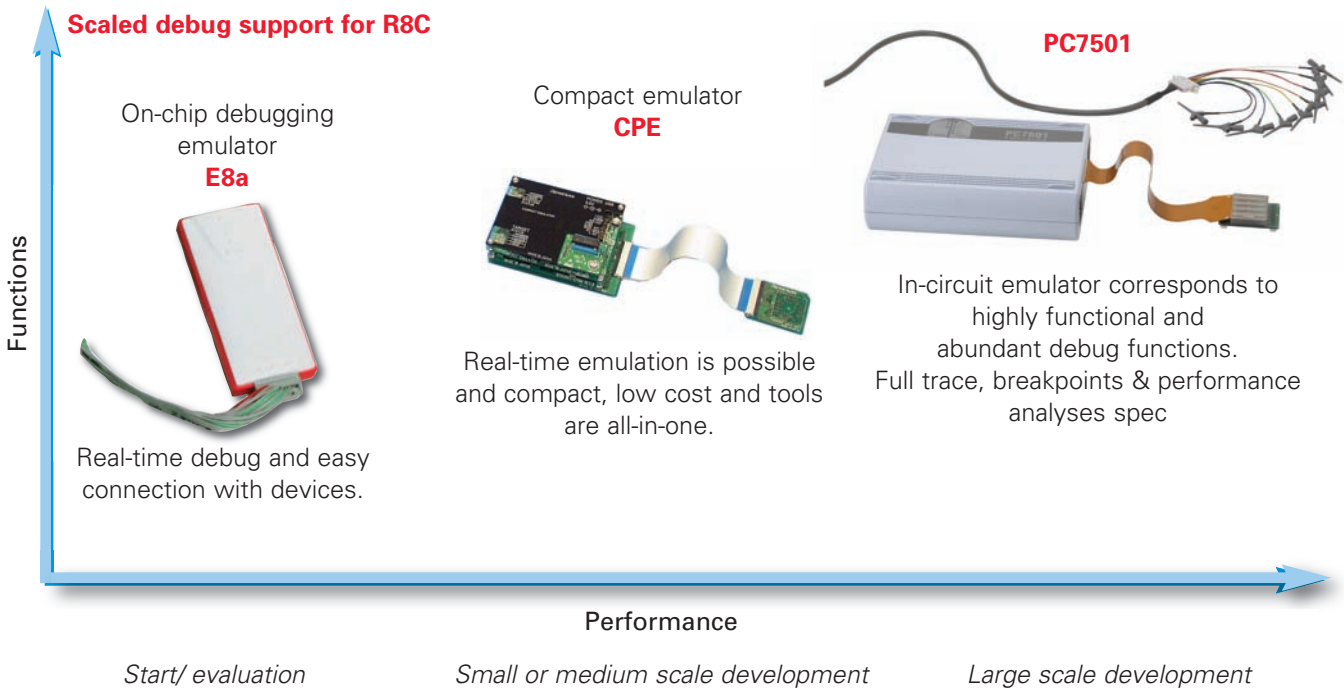 Scaled debug support for R8C
On-chip debugging
emulator
E8a
Real-time debug and easy
connection with devices.
Compact emulator
CPE
Real-time emulation is possible
and compact, low cost and tools
are all-in-one.
PC7501
PC7501
In-circuit emulator corresponds to
highly functional and
abundant debug functions.
Full trace, breakpoints & performance
analyses spec
Functions
Performance
Start/ evaluation
Small or medium scale development
Large scale development